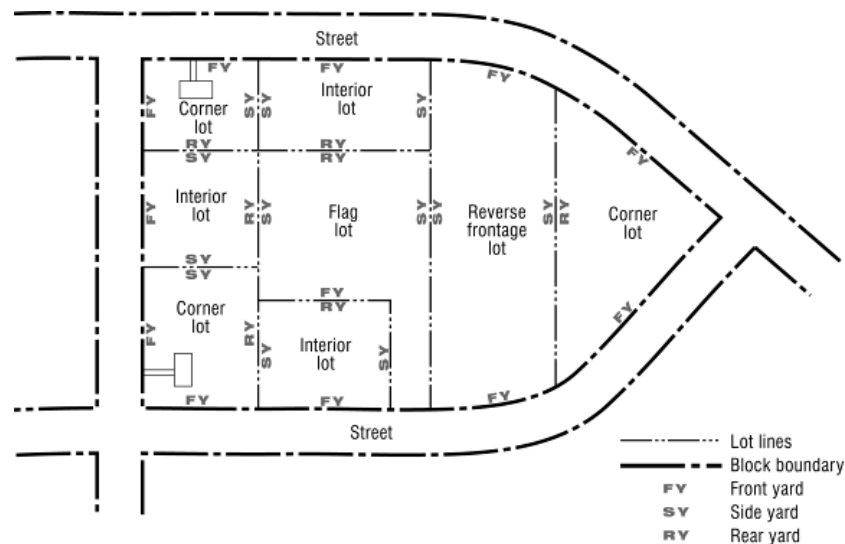 Street
FY
FY
FY
Interior
lot
Corner
lot
FY
SY
SY
SY
RY
SY
RY
RY
FY
Interior
lot
FY
RY
SY
Flag
lot
SY
SY
Reverse
frontage
lot
SY
RY
Corner
lot
SY
SY
Corner
lot
FY
RY
FY
RY
SY
Interior
lot
SY
FY
FY
FY
FY
Street
Lot lines
Block boundary
FY Front yard
SY Side yard
RY Rear yard